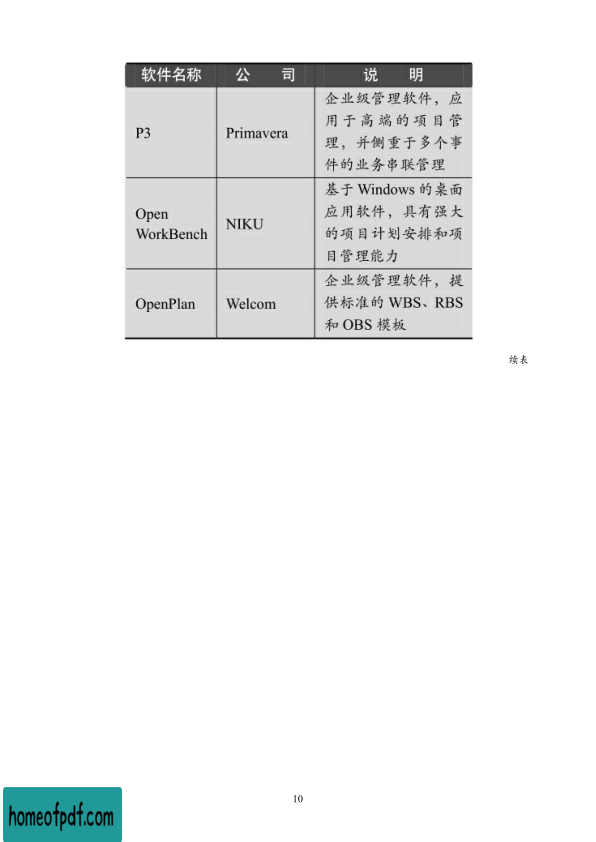 软件名称 公 司 说 明
P3 Primavera 企业级管理软件，应
用于高端的项目管
理，并侧重于多个事
件的业务串联管理
Open
WorkBench NIKU 基于 Windows 的桌面
应用软件，具有强大
的项目计划安排和项
目管理能力
OpenPlan Welcom 企业级管理软件，提
供标准的 WBS、RBS
和 OBS 模板
续表
10
homeofpdf.com